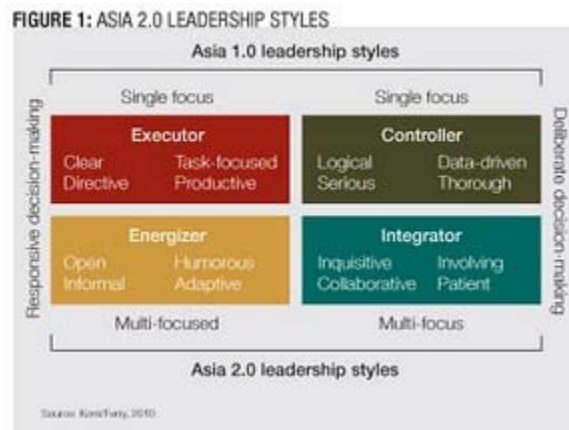 FIGURE 1: ASIA 2.0 LEADERSHIP STYLES
Asia 1.0 leadership styles
Single focus Single focus
Responsive decision-making
Executor
Clear Task-focused
Directive Productive
Controller
Logical Data-driven
Serious Thorough
Deliberate decision-making
Energizer
Open Humorous
Informal Adaptive
Integrator
Inquisitive Involving
Collaborative Patient
Multi-focused Multi-focus
Asia 2.0 leadership styles
Source: Korn/Ferry, 2010